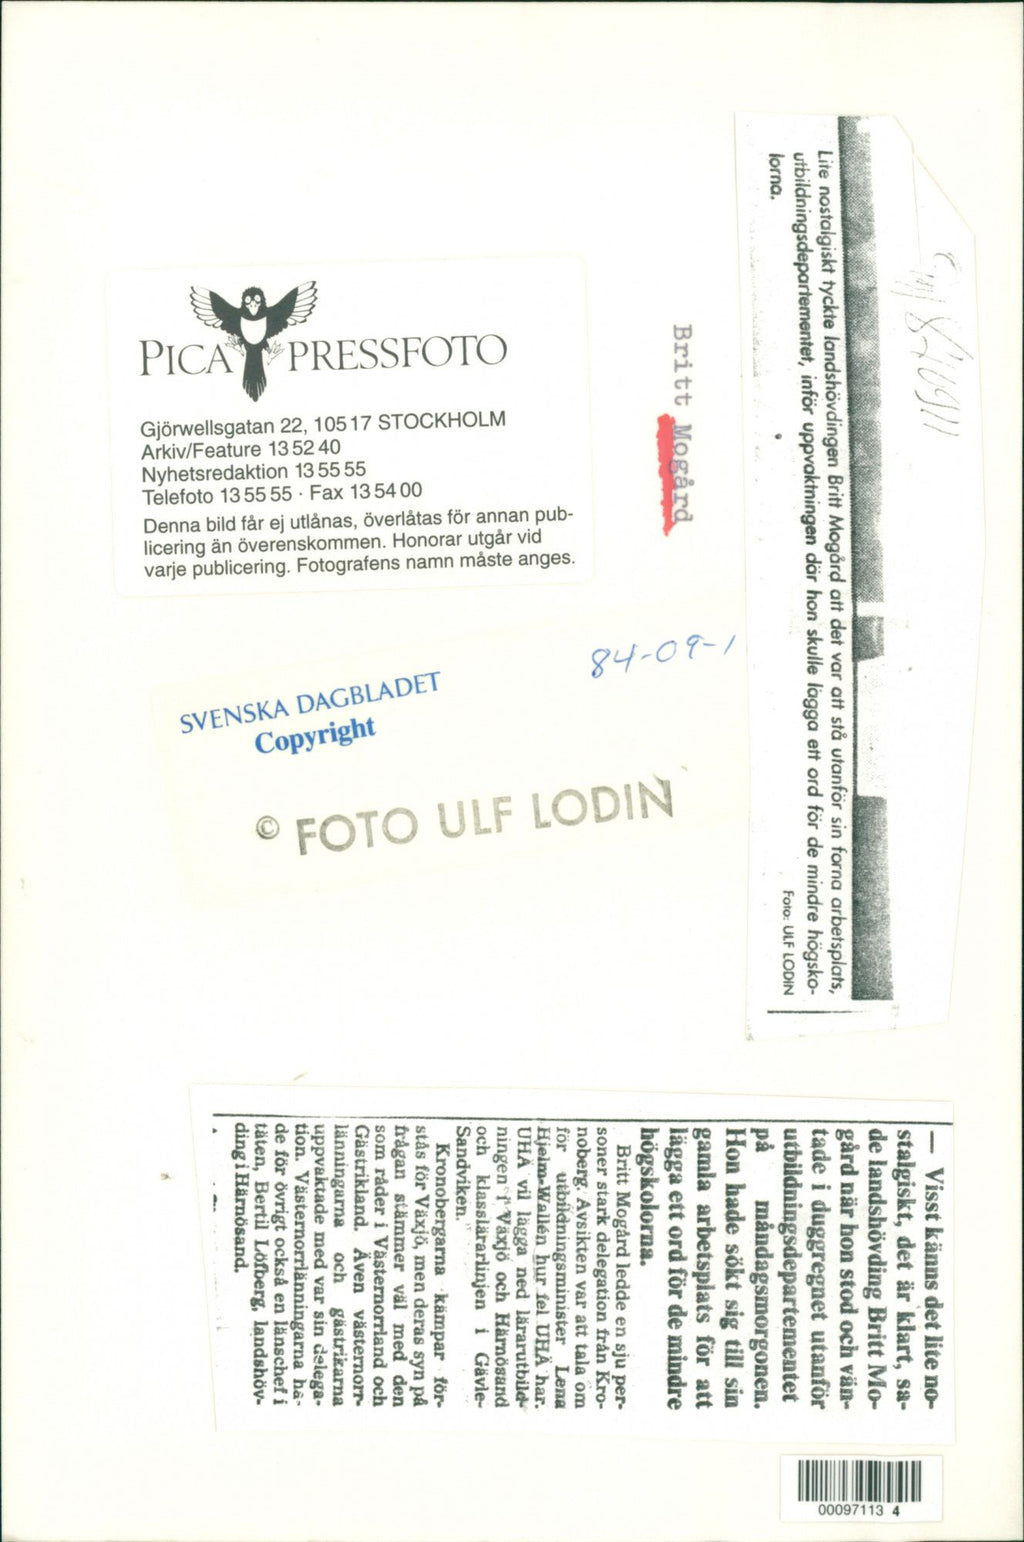 PICA PRESSFOTO
Gjörwellsgatan 22, 105 17 STOCKHOLM
Arkiv/Feature 13 52 40
Nyhetsredaktion 13 55 55
Telefoto 13 55 55 · Fax 13 54 00
Denna bild får ej utlånas, överlåtas för annan pub-
licering än överenskommen. Honorar utgår vid
varje publicering. Fotografens namn måste anges.
Britt Mogård
Lite nostalgiskt tyckte landshövdingen Britt Mogård att det var att stå utanför sin forna arbetsplats,
utbildningsdepartementet, inför uppvaktningen där hon skulle lägga ett ord för de mindre högsko-
lorna.
Foto: ULF LODIN
84-09-1
SVENSKA DAGBLADET
Copyright
© FOTO ULF LODIN
— Visst känns det lite no-
stalgiskt, det är klart, sa-
de landshövding Britt Mo-
gård när hon stod och vän-
tade i duggregnet utanför
utbildningsdepartementet
på måndagsmorgonen.
Hon hade sökt sig till sin
gamla arbetsplats för att
lägga ett ord för de mindre
högskolorna.
Britt Mogård ledde en sju per-
soner stark delegation från Kro-
noberg. Avsikten var att tala om
för utbildningsminister Lena
Hjelm-Wallén hur fel UHÄ har.
UHÄ vil lägga ned lärarutbild-
ningen i Växjö och Härnösand
och klasslärarlinjen i Gävle-
Sandviken.
Kronobergarna kämpar för-
stås för Växjö, men deras syn på
frågan stämmer väl med den
som råder i Västernorrland och
Gästrikland. Även västernorr-
länningarna och gästrikarna
uppvaktade med var sin delega-
tion. Västernorrlänningarna ha-
de för övrigt också en länschef i
täten, Bertil Löfberg, landshöv-
ding i Härnösand.
00097113 4